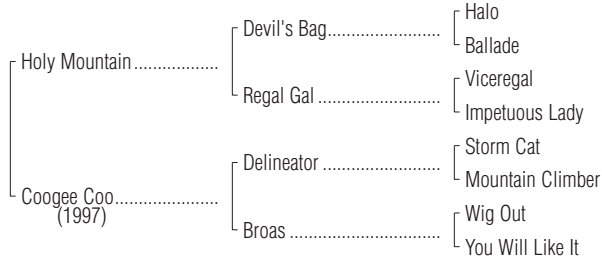 Halo
Devil's Bag
Ballade
Holy Mountain
Viceregal
Regal Gal
Impetuous Lady
Storm Cat
Delineator
Mountain Climber
Coogee Coo
(1997)
Wig Out
Broas
You Will Like It